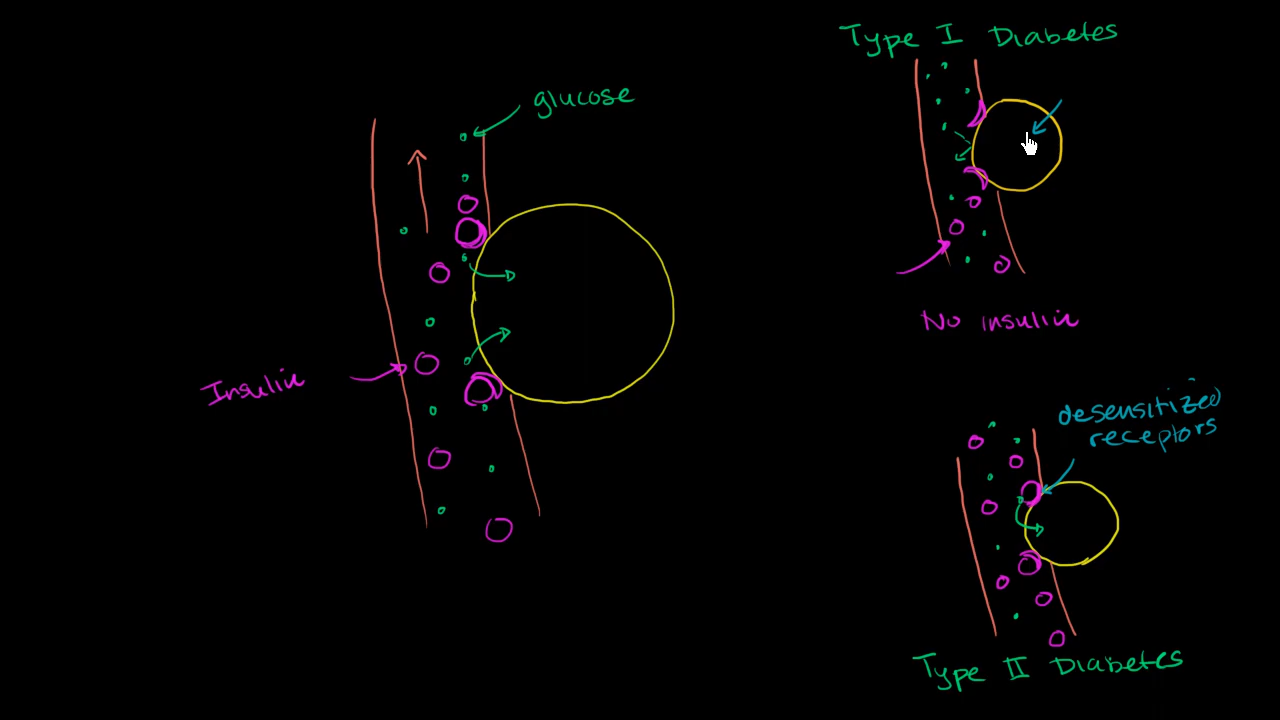 Type I Diabetes
glucose
No insulin
Insulin
desensitized
receptors
Type II Diabetes